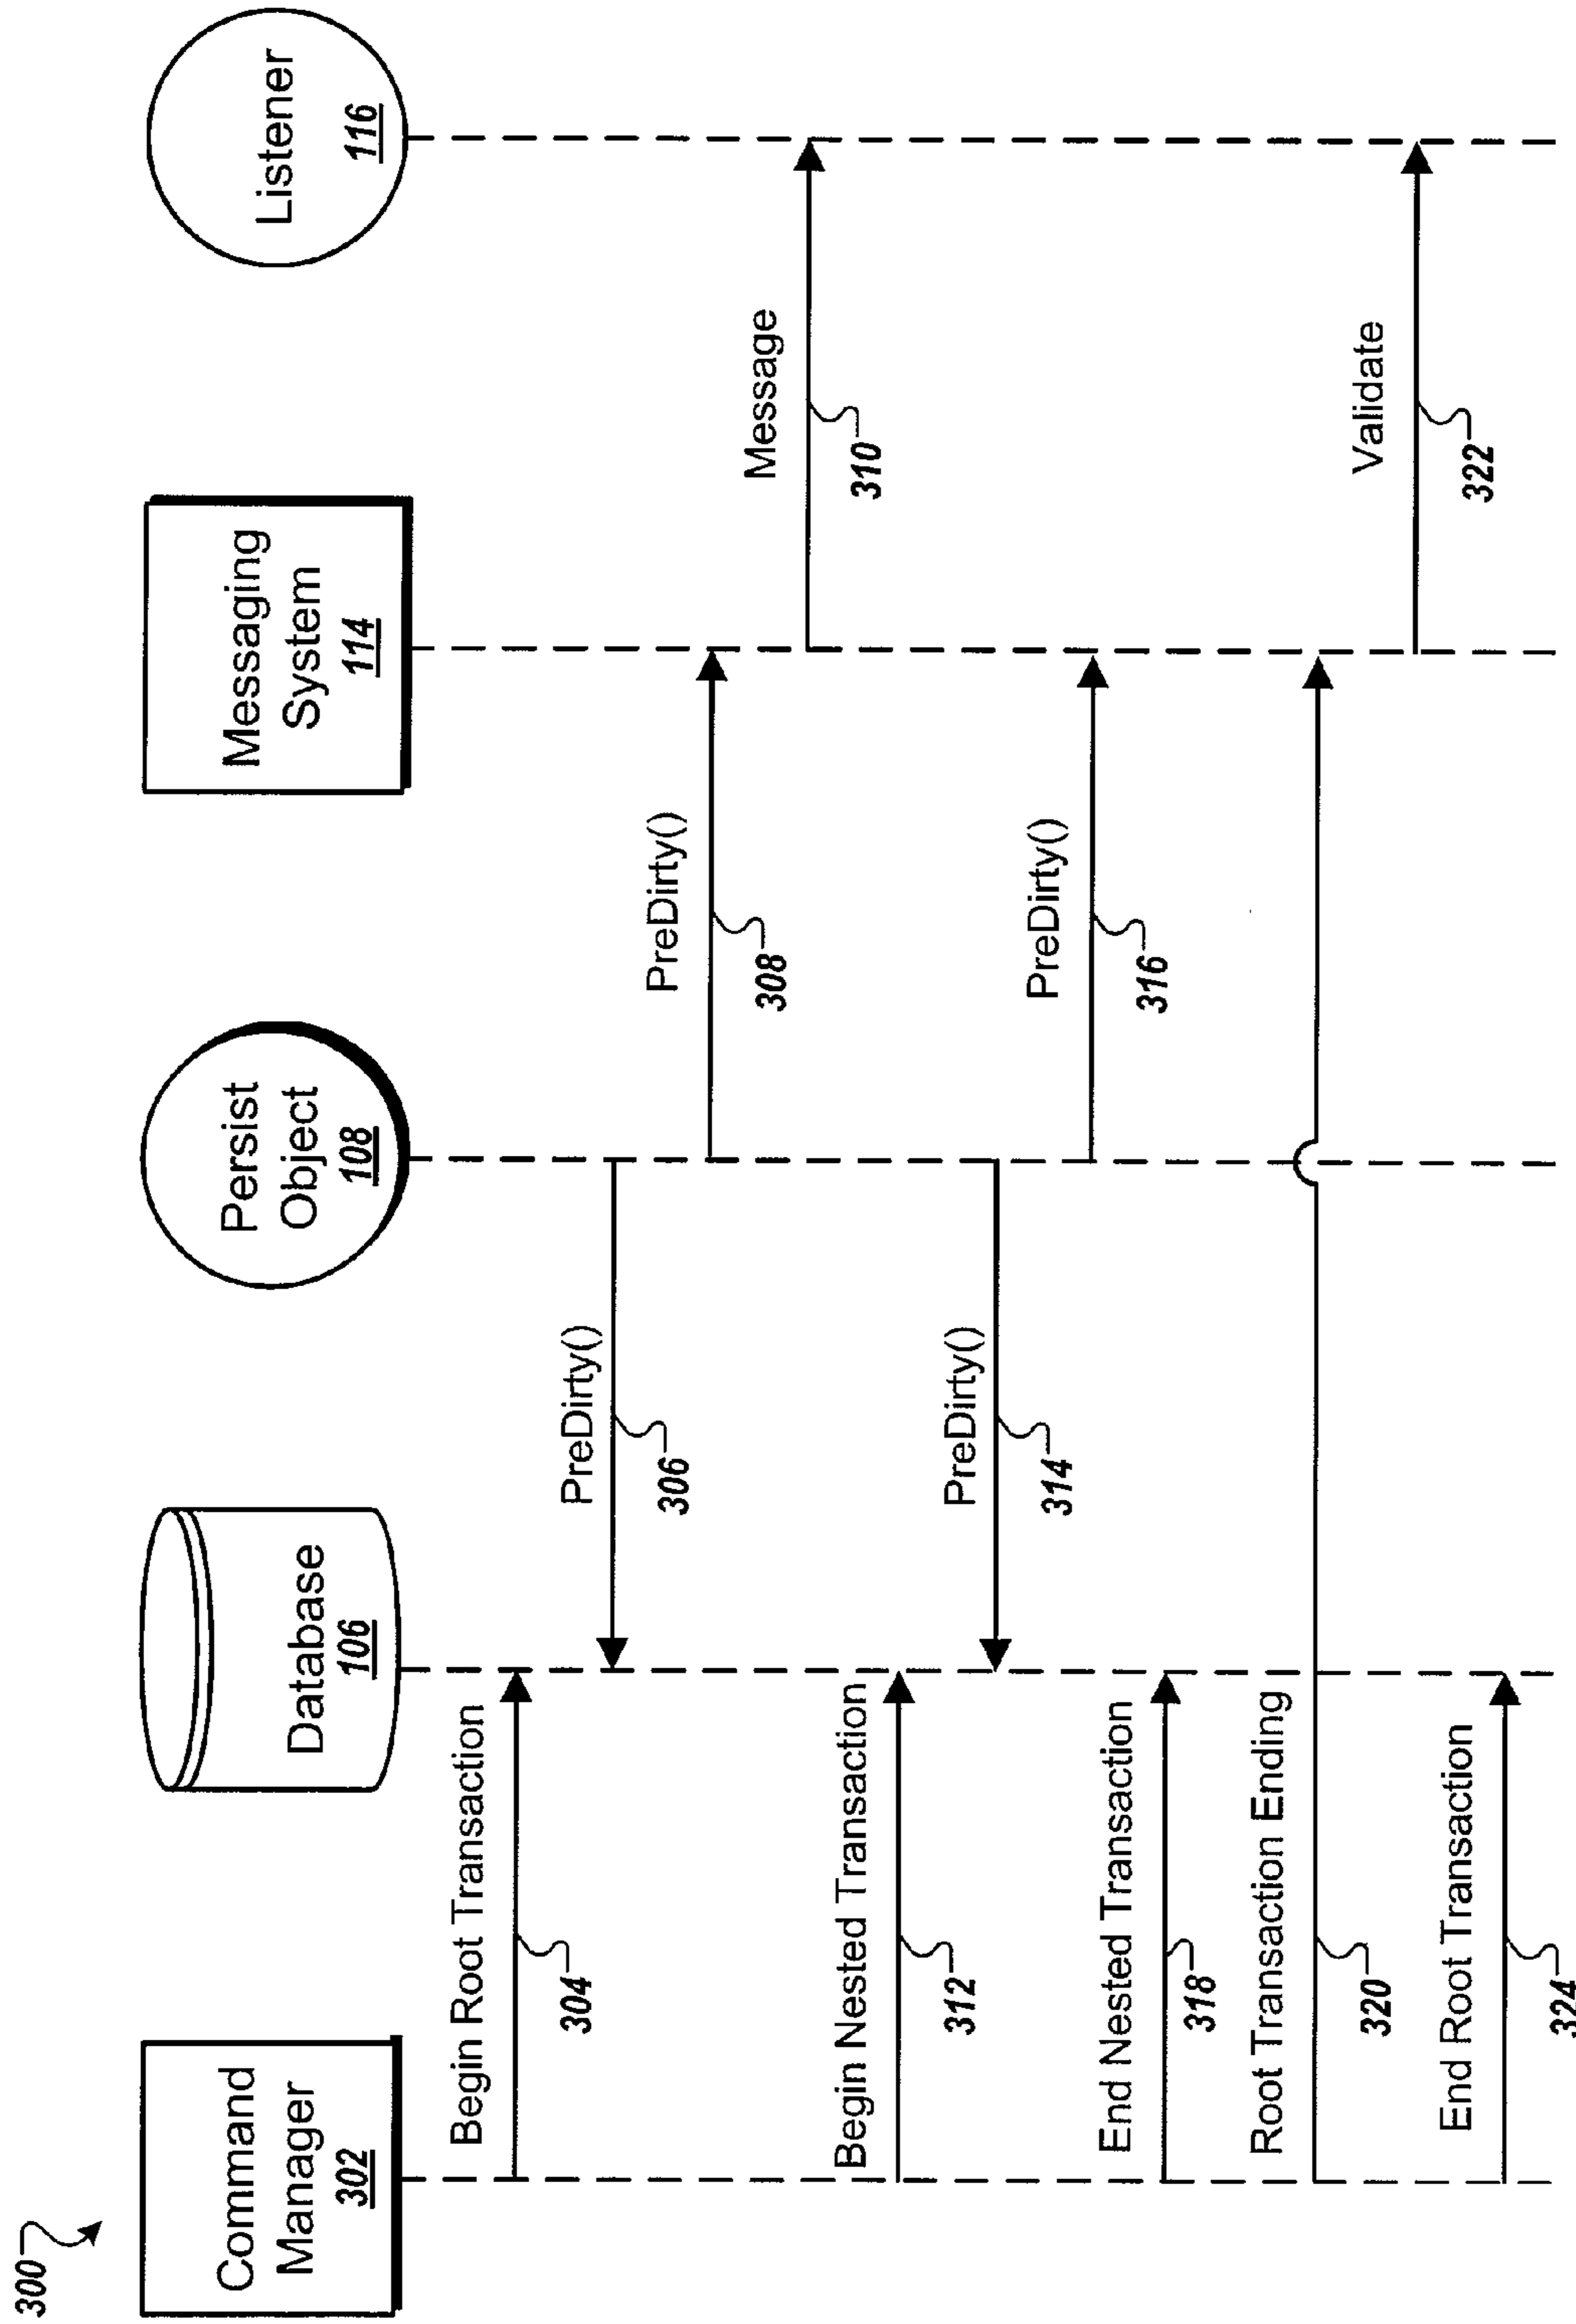 300
Command
Manager
302
Database
106
Persist
Object
108
Messaging
System
114
Listener
116
Begin Root Transaction
304
PreDirty()
306
PreDirty()
308
Message
310
Begin Nested Transaction
312
PreDirty()
314
PreDirty()
316
End Nested Transaction
318
Root Transaction Ending
320
Validate
322
End Root Transaction
324